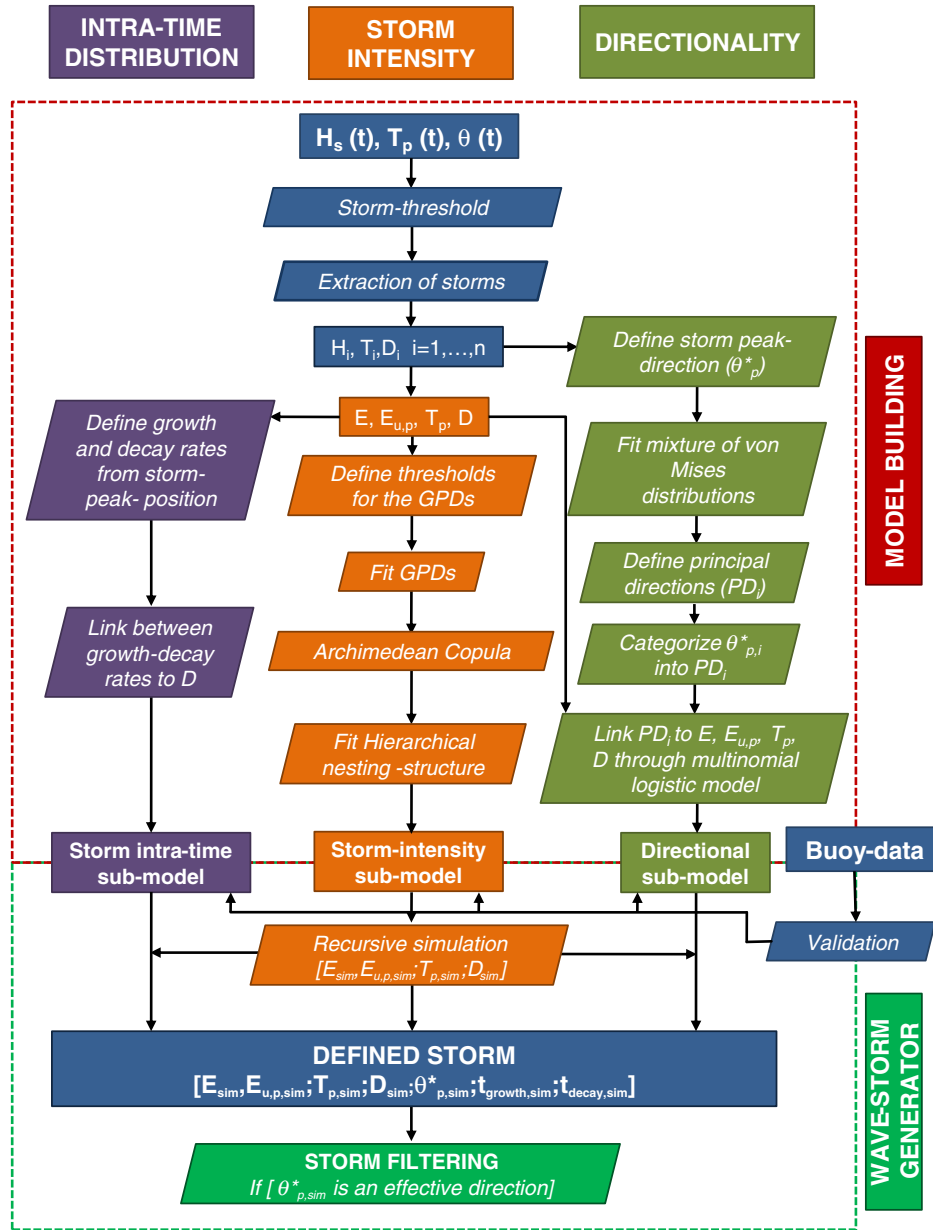 INTRA-TIME
DISTRIBUTION
STORM
INTENSITY
DIRECTIONALITY
Hs (t), Tp (t), θ (t)
Storm-threshold
Extraction of storms
Hi, Ti,Di i=1,…,n
Define storm peak-
direction (θ*p)
E, Eu,p, Tp, D
Define growth
and decay rates
from storm-
peak- position
Define thresholds
for the GPDs
Fit mixture of von
Mises
distributions
Fit GPDs
Define principal
directions (PDi)
Link between
growth-decay
rates to D
Archimedean Copula
Categorize θ*p,i
into PDi
Fit Hierarchical
nesting -structure
Link PDi to E, Eu,p, Tp,
D through multinomial
logistic model
MODEL BUILDING
Storm intra-time
sub-model
Storm-intensity
sub-model
Directional
sub-model
Buoy-data
Recursive simulation
[Esim,Eu,p,sim;Tp,sim;Dsim]
Validation
DEFINED STORM
[Esim,Eu,p,sim;Tp,sim;Dsim;θ*p,sim;tgrowth,sim;tdecay,sim]
STORM FILTERING
If [ θ*p,sim is an effective direction]
WAVE-STORM
GENERATOR